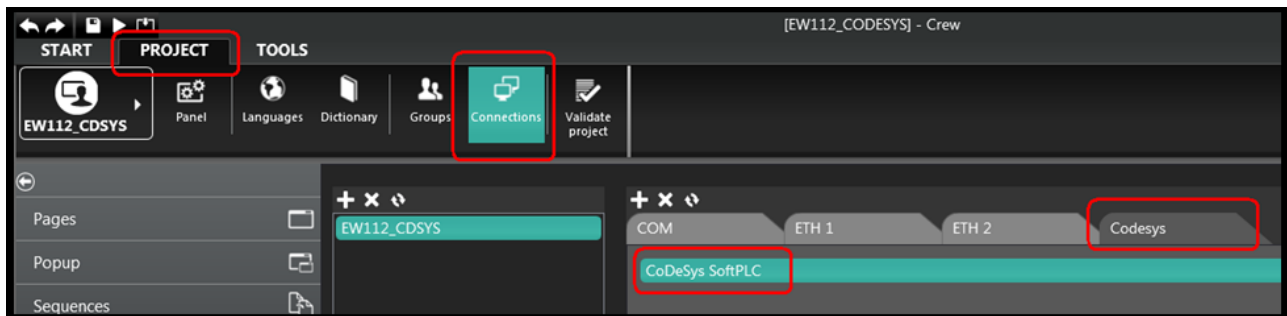 [EW112_CODESYS] - Crew
START PROJECT TOOLS
EW112_CDSYS
Panel
Languages
Dictionary
Groups
Connections
Validate
project
Pages
Popup
Sequences
EW112_CDSYS
COM ETH 1 ETH 2 Codesys
CoDeSys SoftPLC